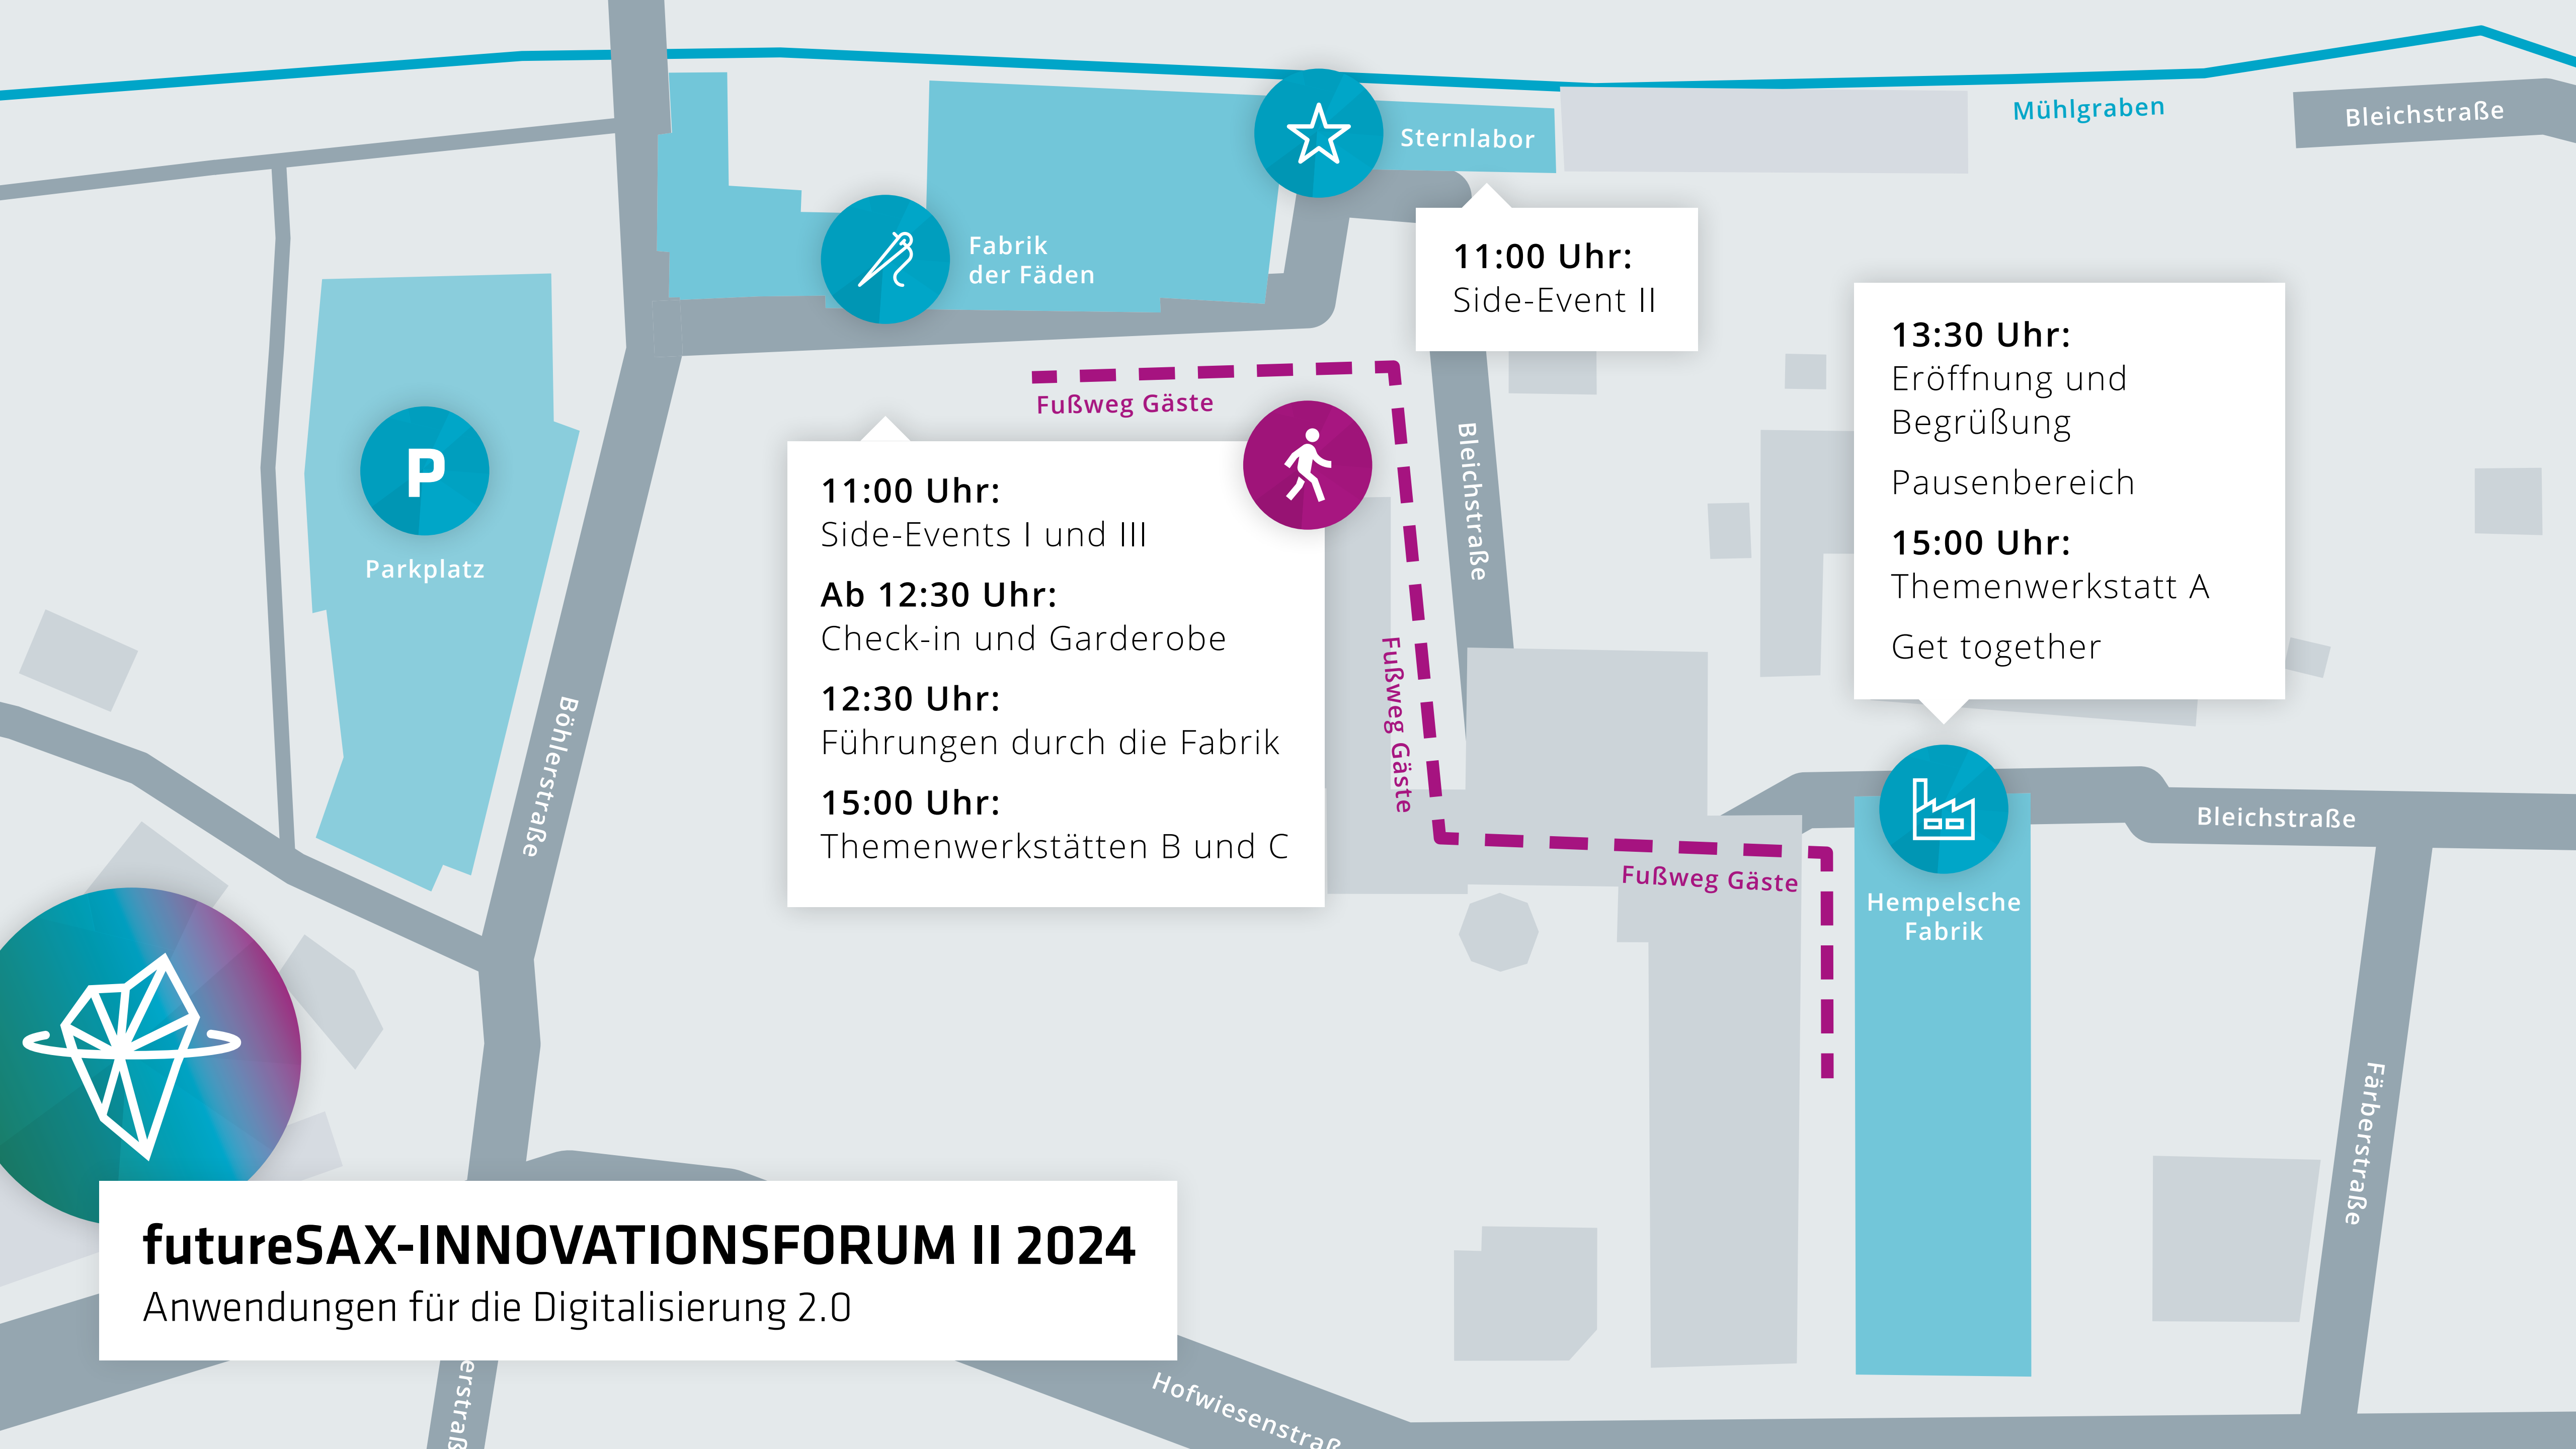 Mühlgraben
Bleichstraße
Sternlabor
Fabrik
der Fäden
11:00 Uhr:
Side-Event II
13:30 Uhr:
Eröffnung und
Begrüßung
Pausenbereich
15:00 Uhr:
Themenwerkstatt A
Get together
Fußweg Gäste
P
Parkplatz
Bleichstraße
11:00 Uhr:
Side-Events I und III
Ab 12:30 Uhr:
Check-in und Garderobe
12:30 Uhr:
Führungen durch die Fabrik
15:00 Uhr:
Themenwerkstätten B und C
Fußweg Gäste
Böhlerstraße
Bleichstraße
Fußweg Gäste
Hempelsche
Fabrik
Färberstraße
futureSAX-INNOVATIONSFORUM II 2024
Anwendungen für die Digitalisierung 2.0
Hofwiesenstraß
erstraß